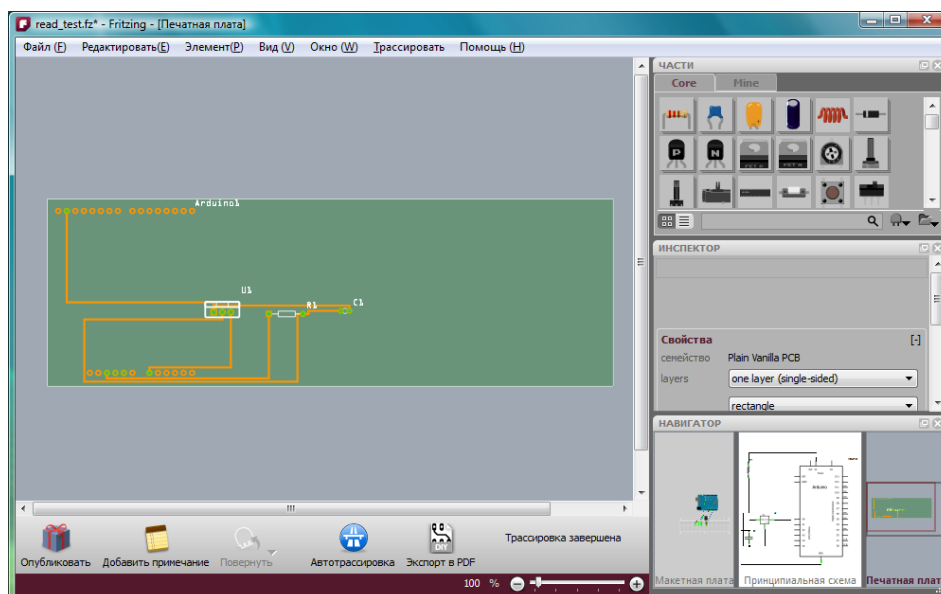 read_test.fz* - Fritzing - [Печатная плата]
Файл (F) Редактировать(E) Элемент(P) Вид (V) Окно (W) Трассировать Помощь (H)
ЧАСТИ
Core Mine
P N
Arduino1
U1
R1 C1
ИНСПЕКТОР
Свойства [-]
семейство Plain Vanilla PCB
layers one layer (single-sided)
rectangle
НАВИГАТОР
Макетная плата Принципиальная схема Печатная плат
DIY
Трассировка завершена
Опубликовать Добавить примечание Повернуть Автотрассировка Экспорт в PDF
100 %